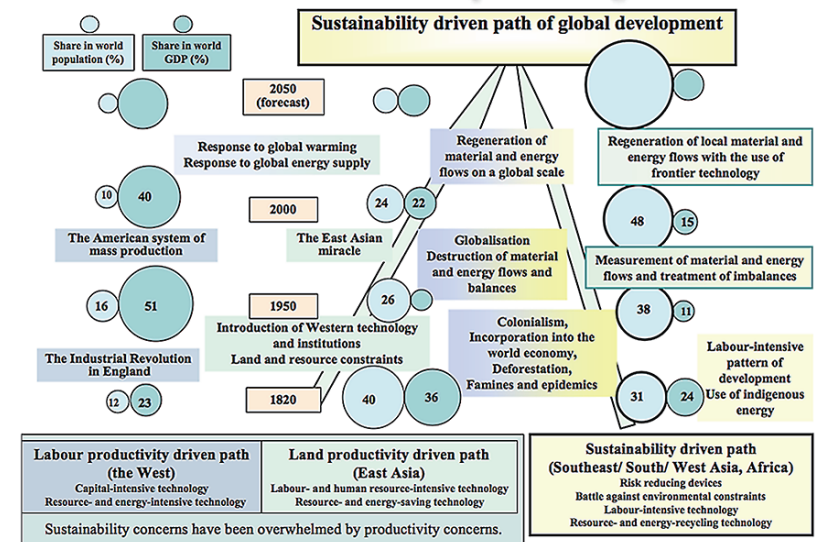 Sustainability driven path of global development
Share in world
population (%)
Share in world
GDP (%)
2050
(forecast)
Response to global warming
Response to global energy supply
Regeneration of
material and energy
flows on a global scale
Regeneration of local material and
energy flows with the use of
frontier technology
10
40
2000
24
22
48
15
The American system of
mass production
The East Asian
miracle
Globalisation
Destruction of material
and energy flows and
balances
Measurement of material and energy
flows and treatment of imbalances
16
51
1950
26
38
11
Introduction of Western technology
and institutions
Land and resource constraints
Colonialism,
Incorporation into the
world economy,
Deforestation,
Famines and epidemics
Labour-intensive
pattern of
development
Use of indigenous
energy
The Industrial Revolution
in England
12
23
1820
40
36
31
24
Labour productivity driven path
(the West)
Capital-intensive technology
Resource- and energy-intensive technology
Land productivity driven path
(East Asia)
Labour- and human resource-intensive technology
Resource- and energy-saving technology
Sustainability driven path
(Southeast/ South/ West Asia, Africa)
Risk reducing devices
Battle against environmental constraints
Labour-intensive technology
Resource- and energy-recycling technology
Sustainability concerns have been overwhelmed by productivity concerns.